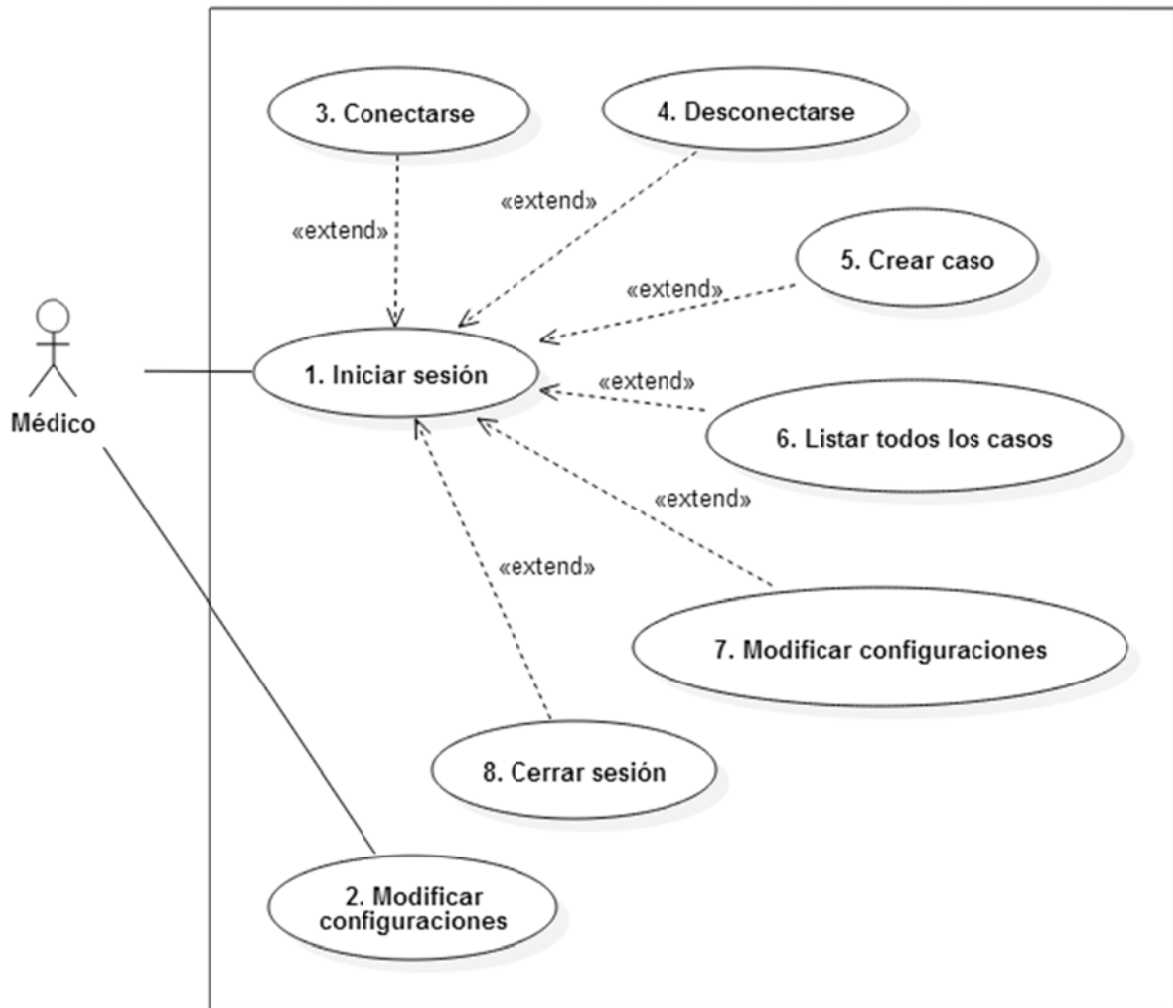 3. Conectarse
4. Desconectarse
«extend»
«extend»
5. Crear caso
«extend»
1. Iniciar sesión
«extend»
Médico
6. Listar todos los casos
«extend»
«extend»
7. Modificar configuraciones
8. Cerrar sesión
2. Modificar
configuraciones